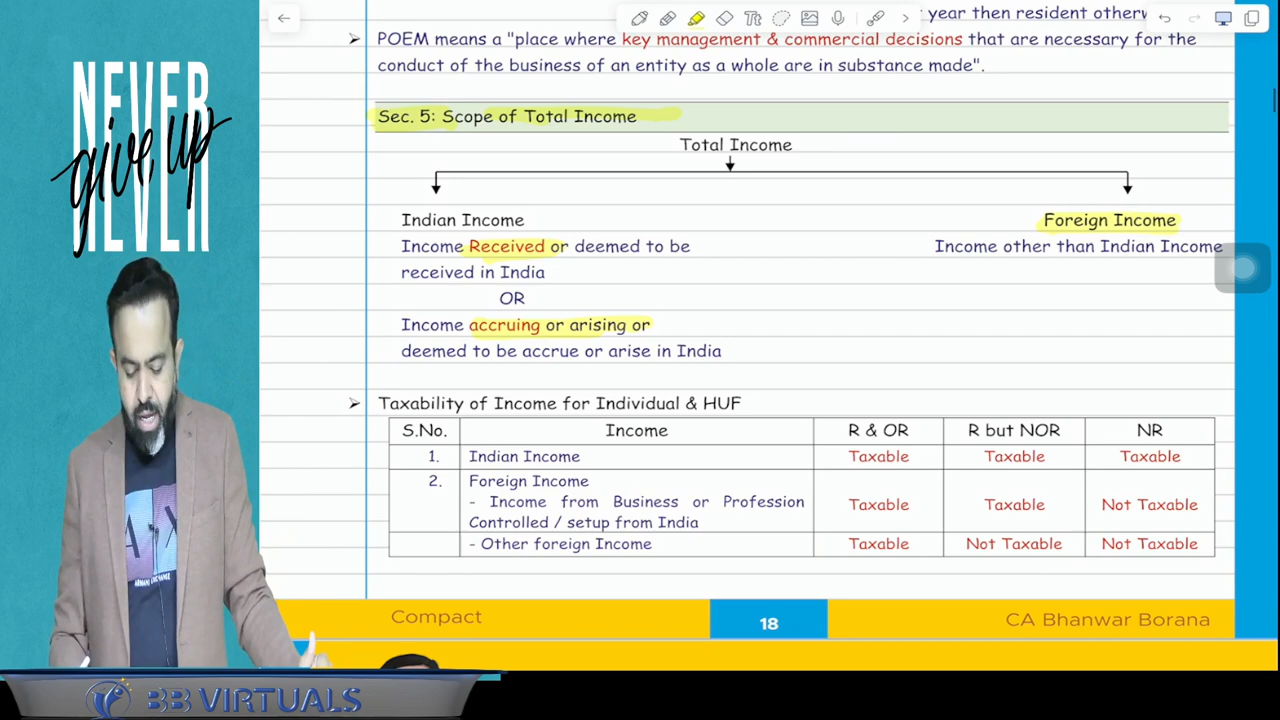 NEVER
give up
NEVER
year then resident otherw
➤ POEM means a "place where key management & commercial decisions that are necessary for the
conduct of the business of an entity as a whole are in substance made".
Sec. 5: Scope of Total Income
Total Income
Indian Income
Foreign Income
Income Received or deemed to be
Income other than Indian Income
received in India
OR
Income accruing or arising or
deemed to be accrue or arise in India
➤ Taxability of Income for Individual & HUF
S.No. Income R & OR R but NOR NR
1. Indian Income Taxable Taxable Taxable
2. Foreign Income
- Income from Business or Profession
Controlled / setup from India Taxable Taxable Not Taxable
- Other foreign Income Taxable Not Taxable Not Taxable
Compact 18 CA Bhanwar Borana
A X
ARMANI EXCHANGE
BB VIRTUALS